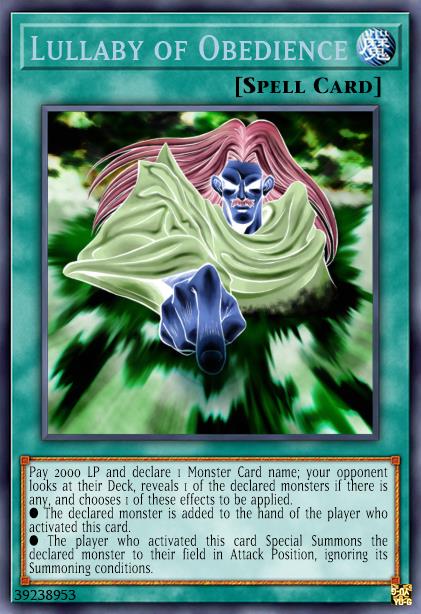 LULLABY OF OBEDIENCE
[SPELL CARD]
Pay 2000 LP and declare 1 Monster Card name; your opponent
looks at their Deck, reveals 1 of the declared monsters if there is
any, and chooses 1 of these effects to be applied.
● The declared monster is added to the hand of the player who
activated this card.
● The player who activated this card Special Summons the
declared monster to their field in Attack Position, ignoring its
Summoning conditions.
39238953